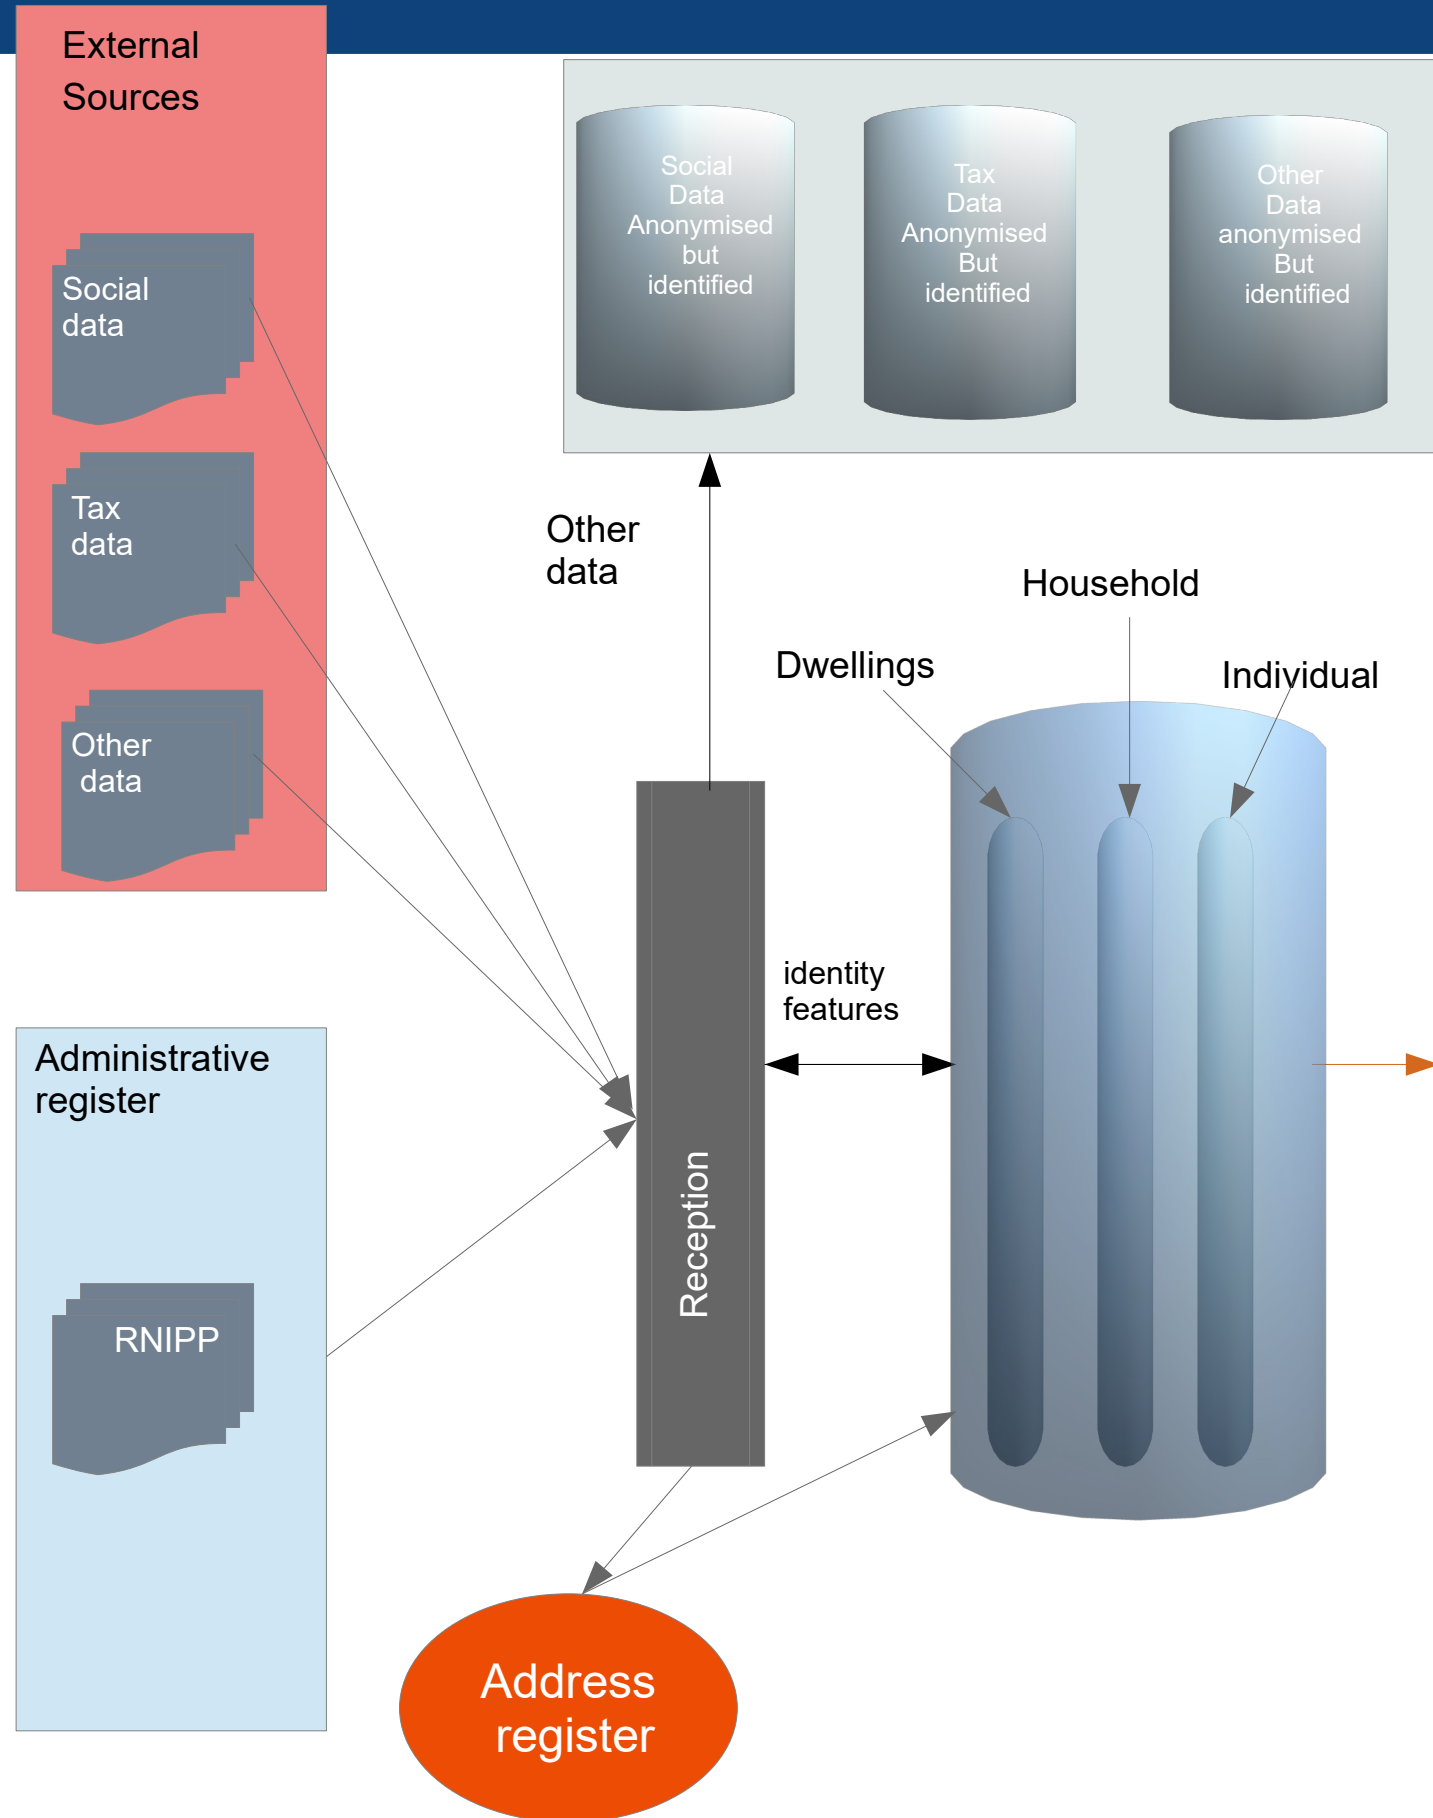 External
Sources
Social
data
Tax
data
Other
data
Social
Data
Anonymised
but
identified
Tax
Data
Anonymised
But
identified
Other
Data
anonymised
But
identified
Other
data
Household
Dwellings
Individual
identity
features
Reception
Administrative
register
RNIPP
Address
register